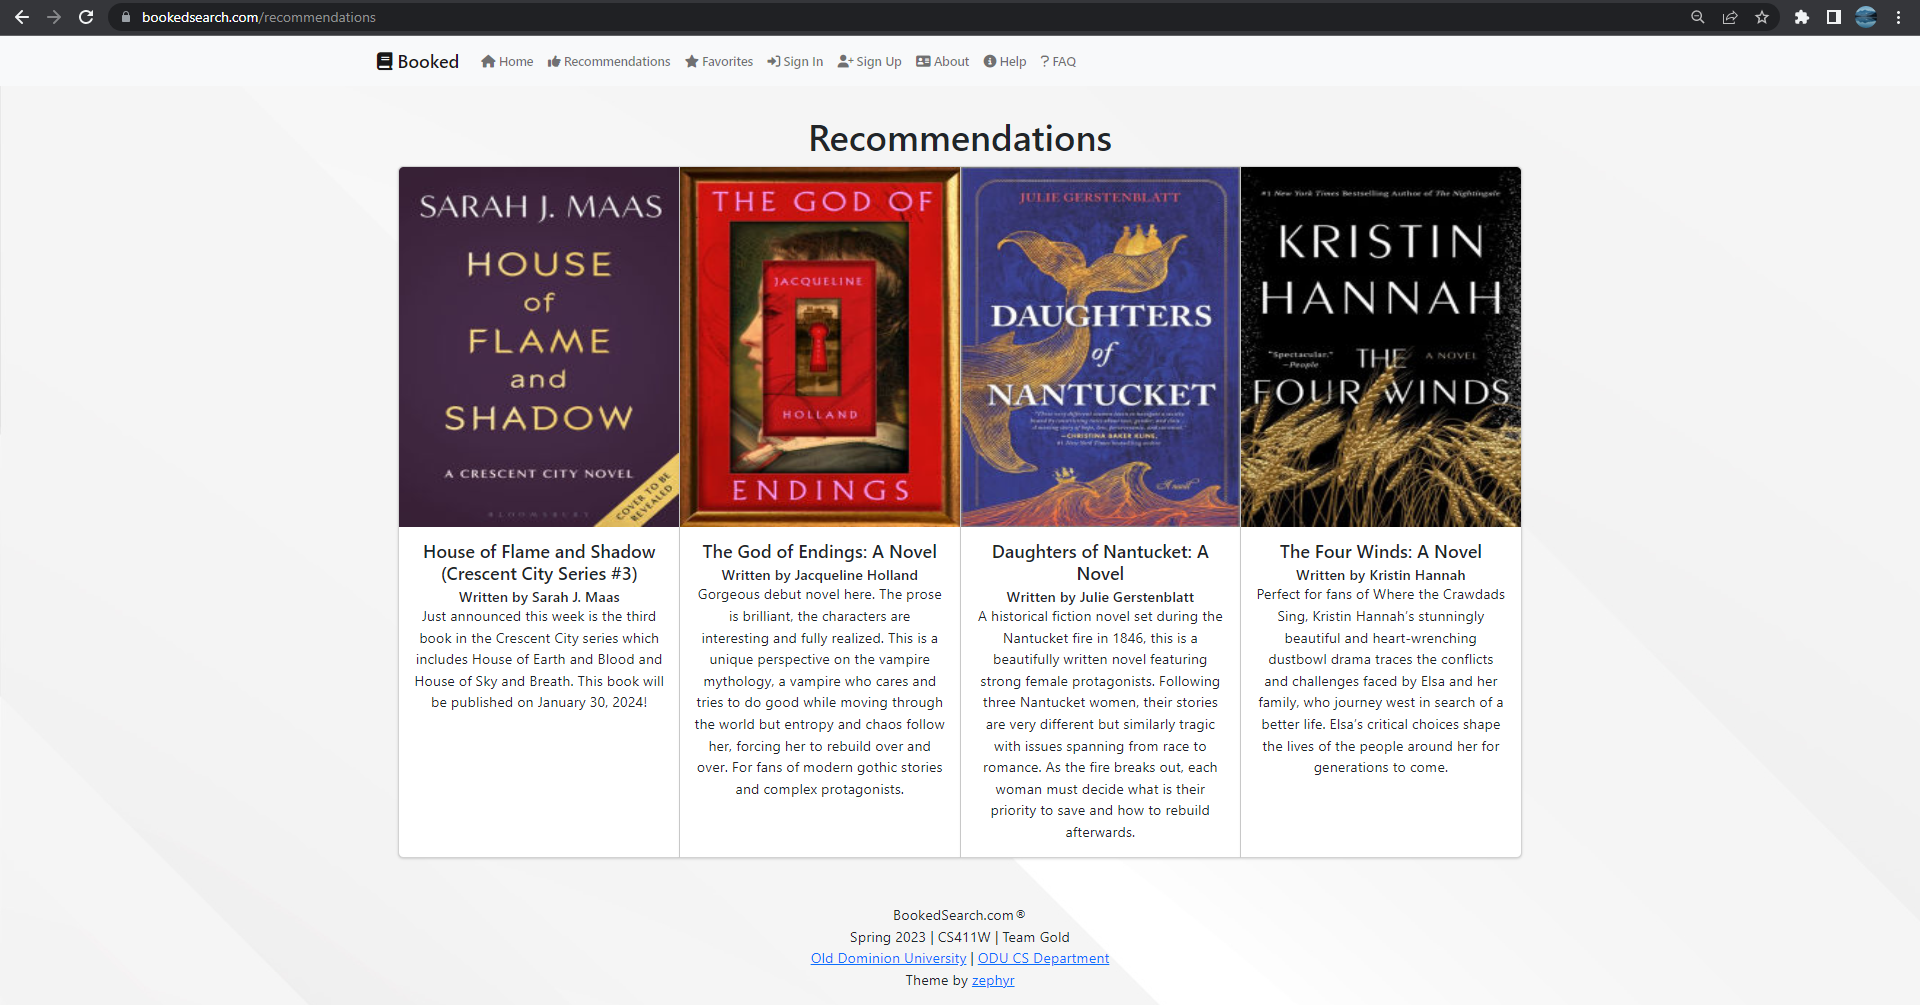 bookedsearch.com/recommendations
Booked Home Recommendations Favorites Sign In Sign Up About Help ? FAQ
Recommendations
SARAH J. MAAS
HOUSE
of
FLAME
and
SHADOW
A CRESCENT CITY NOVEL
COVER TO BE
REVEALED
BLOOMSBURY
THE GOD OF
JACQUELINE
HOLLAND
ENDINGS
JULIE GERSTENBLATT
DAUGHTERS
of
NANTUCKET
—CHRISTINA BAKER KLINE,
#1 New York Times bestselling author
A novel
#1 New York Times Bestselling Author of The Nightingale
KRISTIN
HANNAH
"Spectacular."
—People
THE A NOVEL
FOUR WINDS
House of Flame and Shadow
(Crescent City Series #3)
Written by Sarah J. Maas
Just announced this week is the third
book in the Crescent City series which
includes House of Earth and Blood and
House of Sky and Breath. This book will
be published on January 30, 2024!
The God of Endings: A Novel
Written by Jacqueline Holland
Gorgeous debut novel here. The prose
is brilliant, the characters are
interesting and fully realized. This is a
unique perspective on the vampire
mythology, a vampire who cares and
tries to do good while moving through
the world but entropy and chaos follow
her, forcing her to rebuild over and
over. For fans of modern gothic stories
and complex protagonists.
Daughters of Nantucket: A
Novel
Written by Julie Gerstenblatt
A historical fiction novel set during the
Nantucket fire in 1846, this is a
beautifully written novel featuring
strong female protagonists. Following
three Nantucket women, their stories
are very different but similarly tragic
with issues spanning from race to
romance. As the fire breaks out, each
woman must decide what is their
priority to save and how to rebuild
afterwards.
The Four Winds: A Novel
Written by Kristin Hannah
Perfect for fans of Where the Crawdads
Sing, Kristin Hannah's stunningly
beautiful and heart-wrenching
dustbowl drama traces the conflicts
and challenges faced by Elsa and her
family, who journey west in search of a
better life. Elsa's critical choices shape
the lives of the people around her for
generations to come.
BookedSearch.com®
Spring 2023 | CS411W | Team Gold
Old Dominion University | ODU CS Department
Theme by zephyr